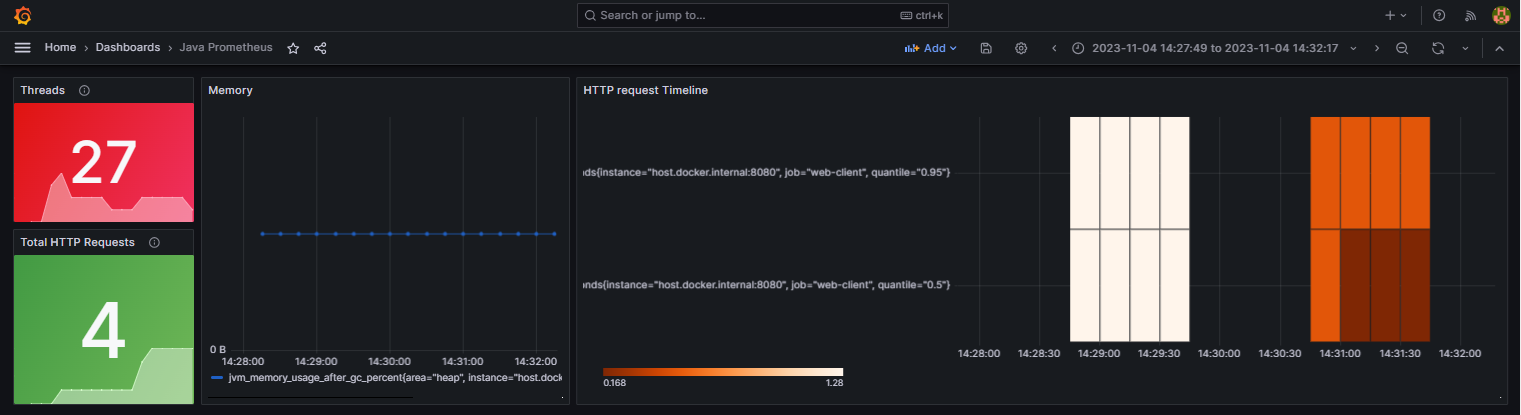 Search or jump to...
ctrl+k
Home
Dashboards
Java Prometheus
Add
2023-11-04 14:27:49 to 2023-11-04 14:32:17
Threads
27
Total HTTP Requests
4
Memory
0 B
14:28:00 14:29:00 14:30:00 14:31:00 14:32:00
jvm_memory_usage_after_gc_percent{area="heap", instance="host.dock
HTTP request Timeline
nds{instance="host.docker.internal:8080", job="web-client", quantile="0.95"}
onds{instance="host.docker.internal:8080", job="web-client", quantile="0.5"}
14:28:00 14:28:30 14:29:00 14:29:30 14:30:00 14:30:30 14:31:00 14:31:30 14:32:00
0.168 1.28